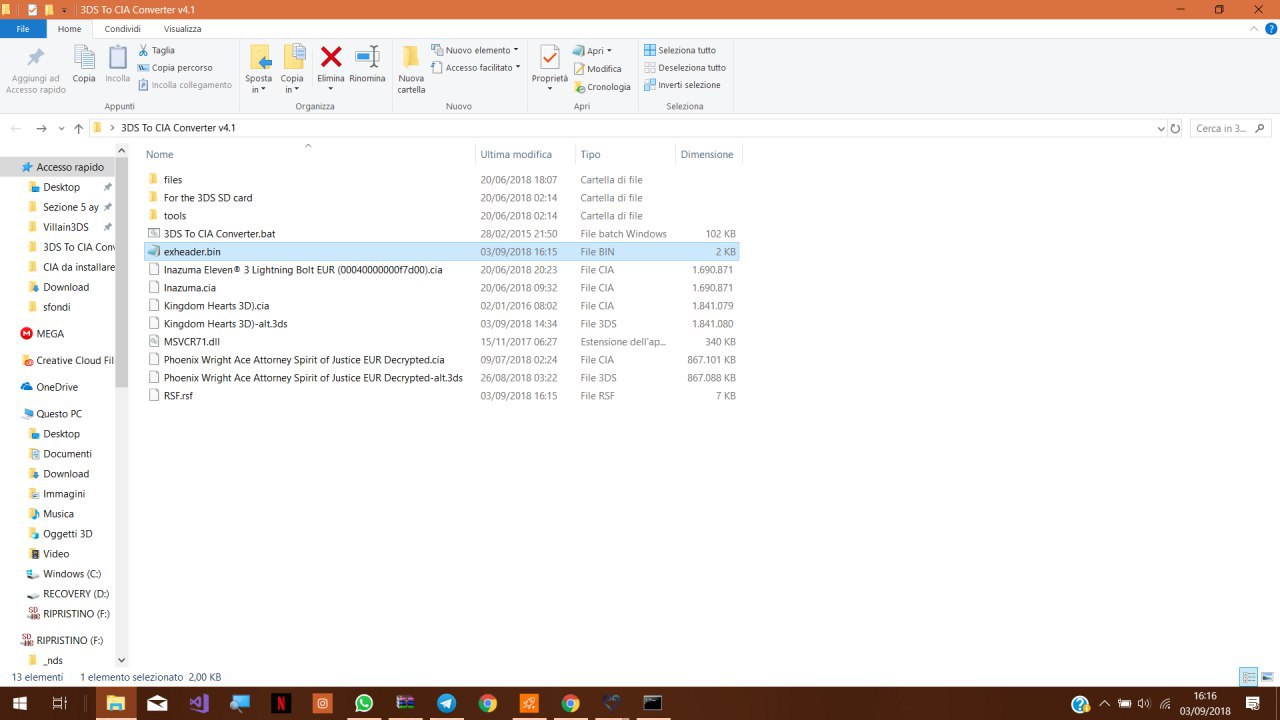 3DS To CIA Converter v4.1
File Home Condividi Visualizza
Aggiungi ad Accesso rapido
Copia
Incolla
Taglia
Copia percorso
Incolla collegamento
Appunti
Sposta in
Copia in
Elimina
Rinomina
Organizza
Nuova cartella
Nuovo elemento
Accesso facilitato
Nuovo
Proprietà
Apri
Modifica
Cronologia
Apri
Seleziona tutto
Deseleziona tutto
Inverti selezione
Seleziona
3DS To CIA Converter v4.1
Cerca in 3...
Accesso rapido
Desktop
Sezione 5 ay
Villain3DS
3DS To CIA Con
CIA da installare
Download
sfondi
MEGA
Creative Cloud Fil
OneDrive
Questo PC
Desktop
Documenti
Download
Immagini
Musica
Oggetti 3D
Video
Windows (C:)
RECOVERY (D:)
RIPRISTINO (F:)
RIPRISTINO (F:)
_nds
Nome Ultima modifica Tipo Dimensione
files 20/06/2018 18:07 Cartella di file
For the 3DS SD card 20/06/2018 02:14 Cartella di file
tools 20/06/2018 02:14 Cartella di file
3DS To CIA Converter.bat 28/02/2015 21:50 File batch Windows 102 KB
exheader.bin 03/09/2018 16:15 File BIN 2 KB
Inazuma Eleven® 3 Lightning Bolt EUR (00040000000f7d00).cia 20/06/2018 20:23 File CIA 1.690.871
Inazuma.cia 20/06/2018 09:32 File CIA 1.690.871
Kingdom Hearts 3D).cia 02/01/2016 08:02 File CIA 1.841.079
Kingdom Hearts 3D)-alt.3ds 03/09/2018 14:34 File 3DS 1.841.080
MSVCR71.dll 15/11/2017 06:27 Estensione dell'ap... 340 KB
Phoenix Wright Ace Attorney Spirit of Justice EUR Decrypted.cia 09/07/2018 02:24 File CIA 867.101 KB
Phoenix Wright Ace Attorney Spirit of Justice EUR Decrypted-alt.3ds 26/08/2018 03:22 File 3DS 867.088 KB
RSF.rsf 03/09/2018 16:15 File RSF 7 KB
13 elementi 1 elemento selezionato 2,00 KB
16:16
03/09/2018